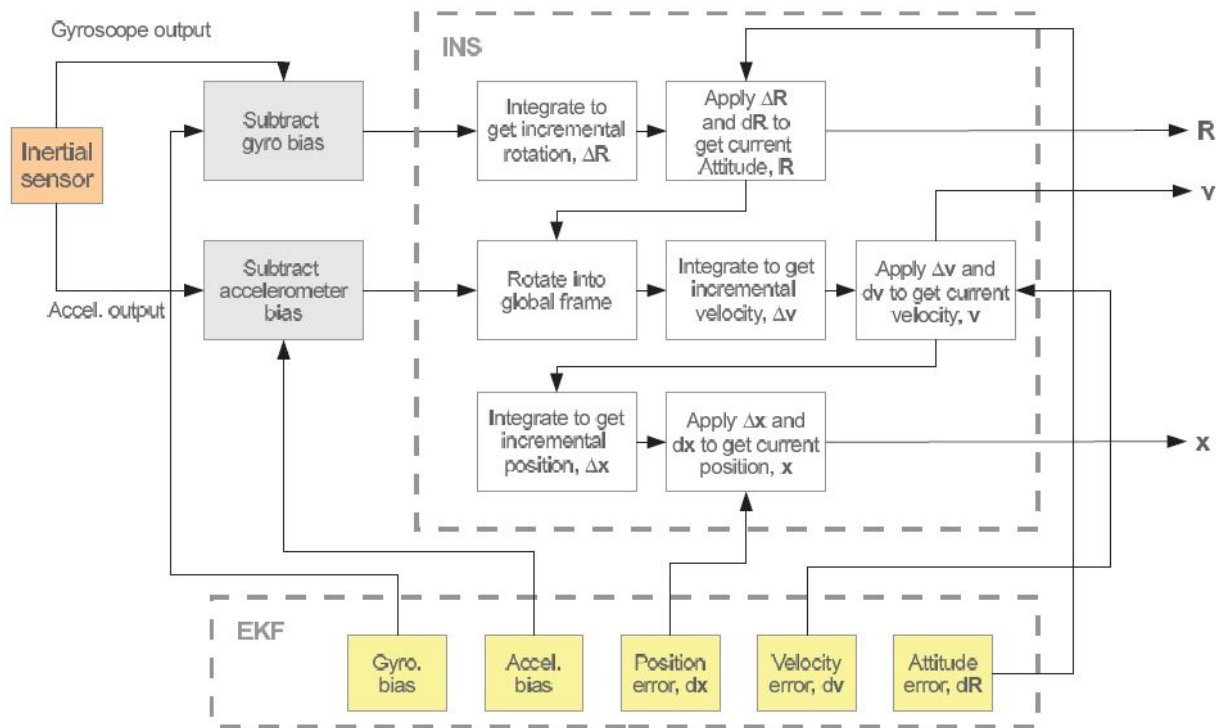 Gyroscope output
INS
Inertial
sensor
Subtract
gyro bias
Integrate to
get incremental
rotation, ΔR
Apply ΔR
and dR to
get current
Attitude, R
R
v
Subtract
accelerometer
bias
Accel. output
Rotate into
global frame
Integrate to get
incremental
velocity, Δv
Apply Δv and
dv to get current
velocity, v
Integrate to get
incremental
position, Δx
Apply Δx and
dx to get current
position, x
x
EKF
Gyro.
bias
Accel.
bias
Position
error, dx
Velocity
error, dv
Attitude
error, dR